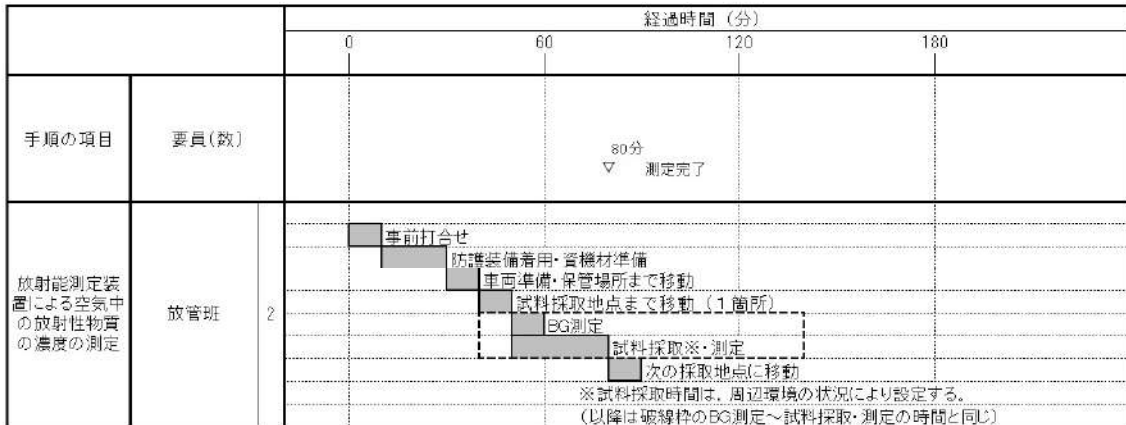 経過時間（分）
0 60 120 180
手順の項目 要員（数）
80分
▽ 測定完了
放射能測定装
置による空気中
の放射性物質
の濃度の測定
放管班 2
事前打合せ
防護装備着用・資機材準備
車両準備・保管場所まで移動
試料採取地点まで移動（１箇所）
BG測定
試料採取※・測定
次の採取地点に移動
※試料採取時間は，周辺環境の状況により設定する。
（以降は破線枠のBG測定～試料採取・測定の時間と同じ）